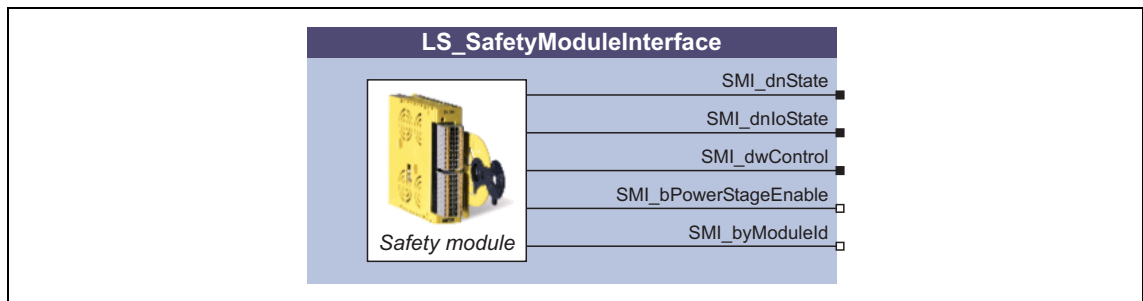 LS_SafetyModuleInterface
SMI_dnState
SMI_dnIoState
SMI_dwControl
SMI_bPowerStageEnable
SMI_byModuleId
Safety module